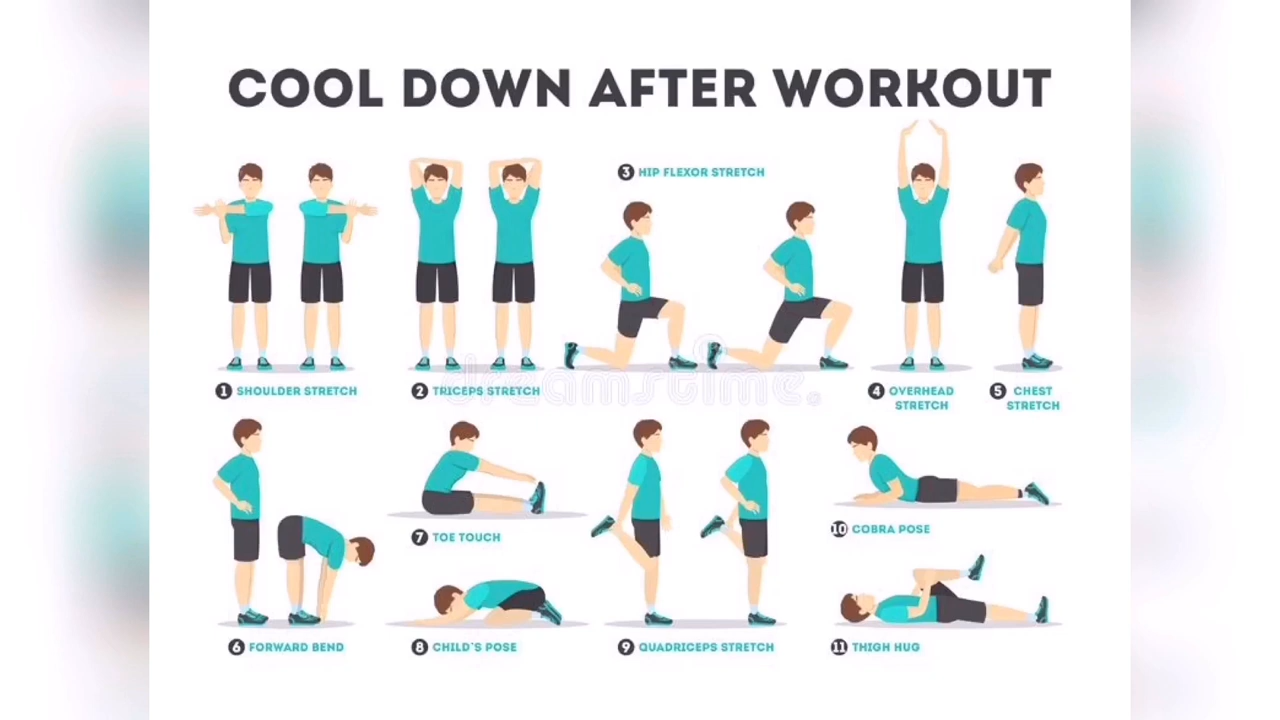 COOL DOWN AFTER WORKOUT
3 HIP FLEXOR STRETCH
1 SHOULDER STRETCH
2 TRICEPS STRETCH
4 OVERHEAD
STRETCH
5 CHEST
STRETCH
dreamstime.
6 FORWARD BEND
7 TOE TOUCH
8 CHILD'S POSE
9 QUADRICEPS STRETCH
10 COBRA POSE
11 THIGH HUG